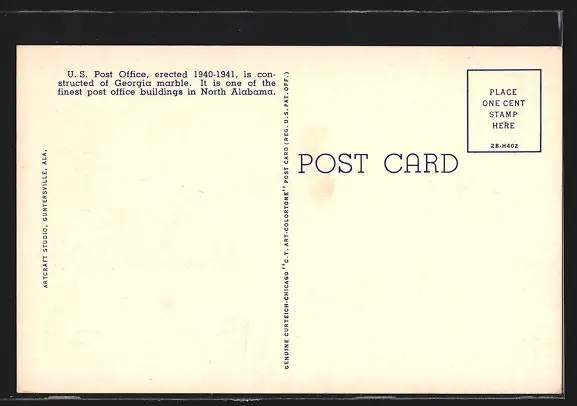 U. S. Post Office, erected 1940-1941, is con-
structed of Georgia marble. It is one of the
finest post office buildings in North Alabama.
ARTCRAFT STUDIO, GUNTERSVILLE, ALA.
GENUINE CURTEICH-CHICAGO "C.T. ART-COLORTONE" POST CARD (REG. U.S. PAT. OFF.)
POST CARD
PLACE
ONE CENT
STAMP
HERE
2B-H402